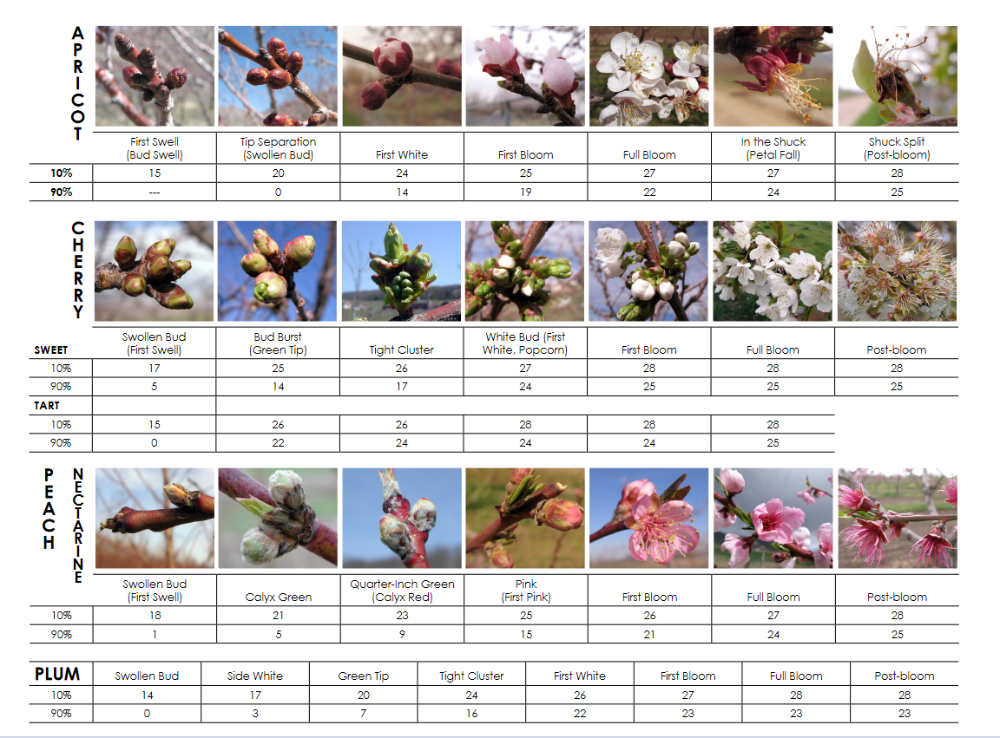 APRICOT
First Swell (Bud Swell) Tip Separation (Swollen Bud) First White First Bloom Full Bloom In the Shuck (Petal Fall) Shuck Split (Post-bloom)
10% 15 20 24 25 27 27 28
90% --- 0 14 19 22 24 25
CHERRY
SWEET Swollen Bud (First Swell) Bud Burst (Green Tip) Tight Cluster White Bud (First White, Popcorn) First Bloom Full Bloom Post-bloom
10% 17 25 26 27 28 28 28
90% 5 14 17 24 25 25 25
TART
10% 15 26 26 28 28 28
90% 0 22 24 24 24 25
PEACH NECTARINE
Swollen Bud (First Swell) Calyx Green Quarter-Inch Green (Calyx Red) Pink (First Pink) First Bloom Full Bloom Post-bloom
10% 18 21 23 25 26 27 28
90% 1 5 9 15 21 24 25
PLUM Swollen Bud Side White Green Tip Tight Cluster First White First Bloom Full Bloom Post-bloom
10% 14 17 20 24 26 27 28 28
90% 0 3 7 16 22 23 23 23